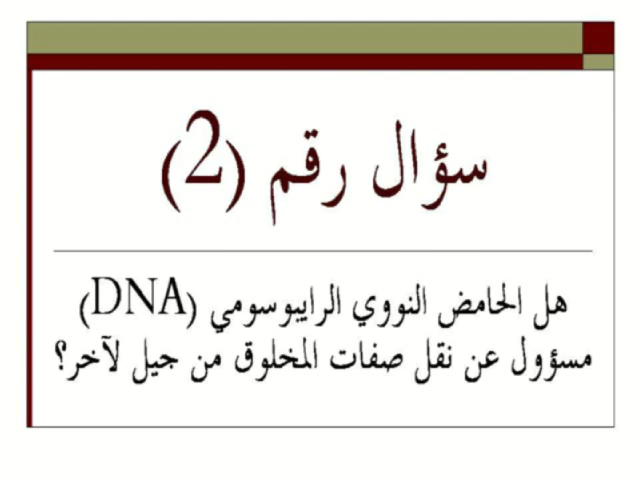 سؤال رقم (2)
هل الحامض النووي الرايبوسومي (DNA)
مسؤول عن نقل صفات المخلوق من جيل لآخر؟